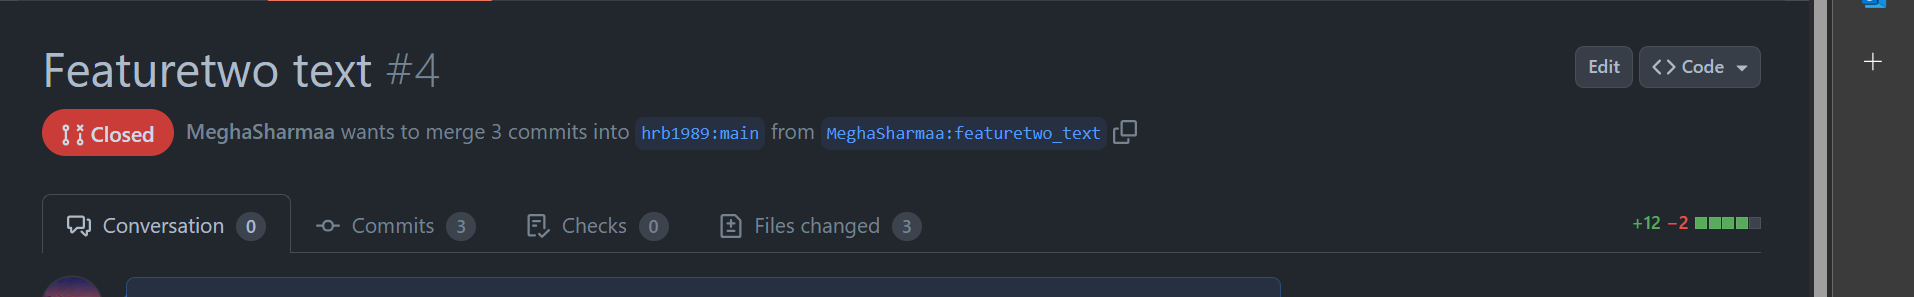 Featuretwo text #4
Edit
Code
Closed
MeghaSharmaa wants to merge 3 commits into hrb1989:main from MeghaSharmaa:featuretwo_text
Conversation 0
Commits 3
Checks 0
Files changed 3
+12 −2